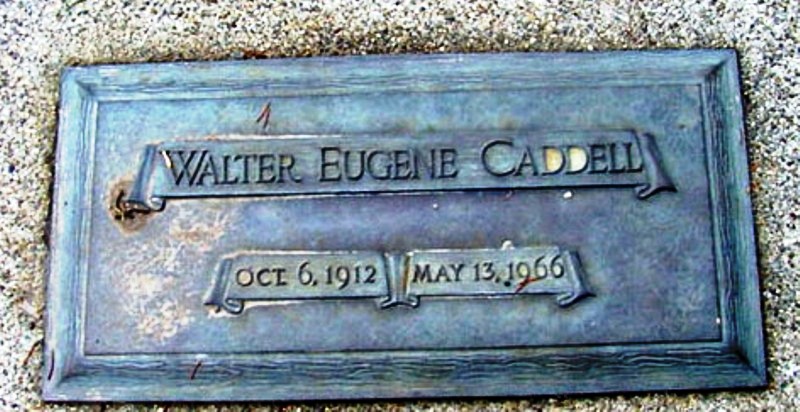 WALTER EUGENE CADDELL
OCT. 6, 1912 MAY 13, 1966